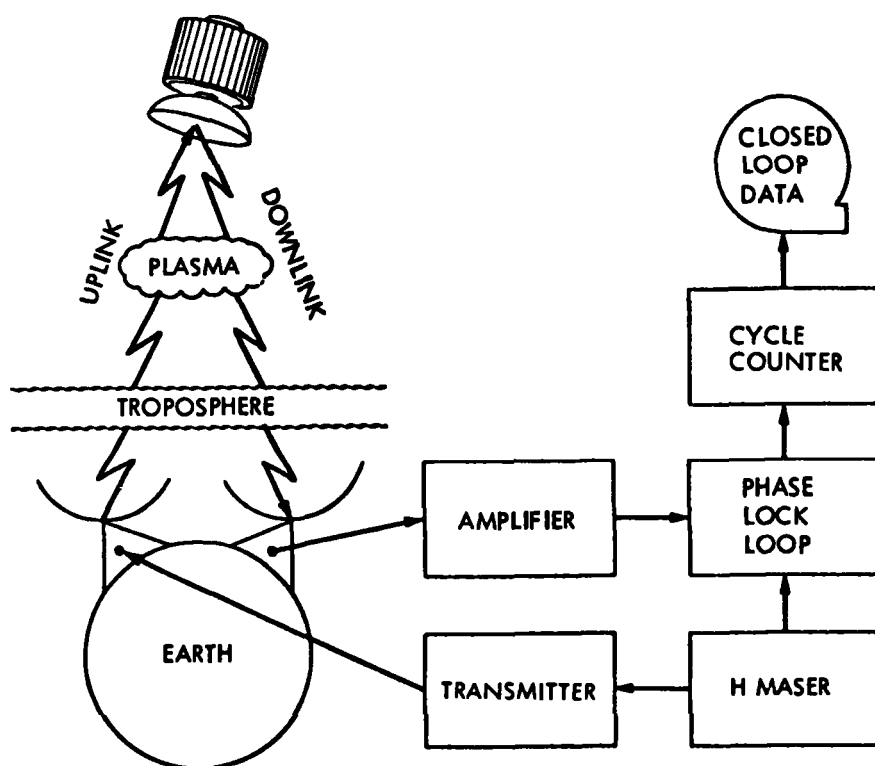 CLOSED
LOOP
DATA
UPLINK
DOWNLINK
PLASMA
CYCLE
COUNTER
TROPOSPHERE
AMPLIFIER
PHASE
LOCK
LOOP
EARTH
TRANSMITTER
H MASER